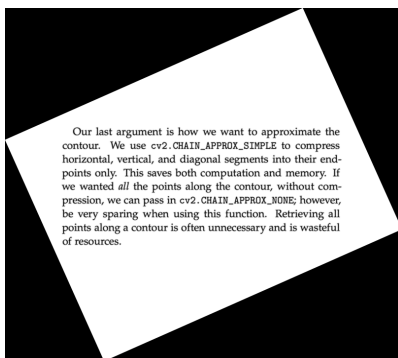 Our last argument is how we want to approximate the
contour. We use cv2.CHAIN_APPROX_SIMPLE to compress
horizontal, vertical, and diagonal segments into their end-
points only. This saves both computation and memory. If
we wanted all the points along the contour, without com-
pression, we can pass in cv2.CHAIN_APPROX_NONE; however,
be very sparing when using this function. Retrieving all
points along a contour is often unnecessary and is wasteful
of resources.